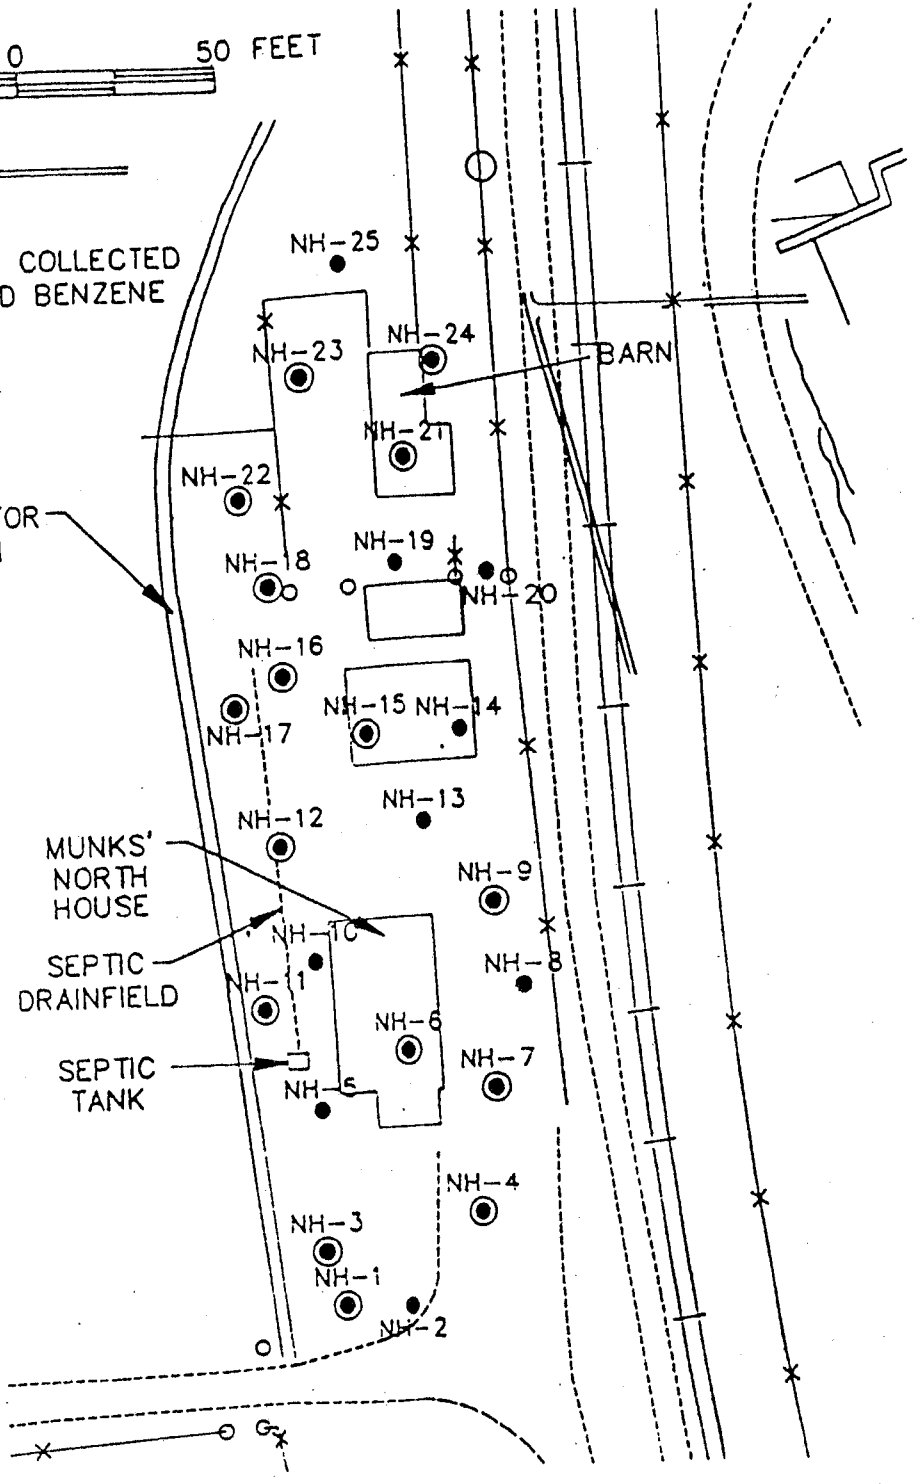 0 50 FEET
COLLECTED
D BENZENE
NH-25
NH-24
NH-23
BARN
NH-21
NH-22
TOR
NH-19
NH-18
NH-20
NH-16
NH-15 NH-14
NH-17
NH-13
NH-12
MUNKS'
NORTH
HOUSE
NH-9
NH-10
NH-8
SEPTIC
DRAINFIELD
NH-11
NH-6
NH-7
SEPTIC
TANK
NH-5
NH-4
NH-3
NH-1
NH-2